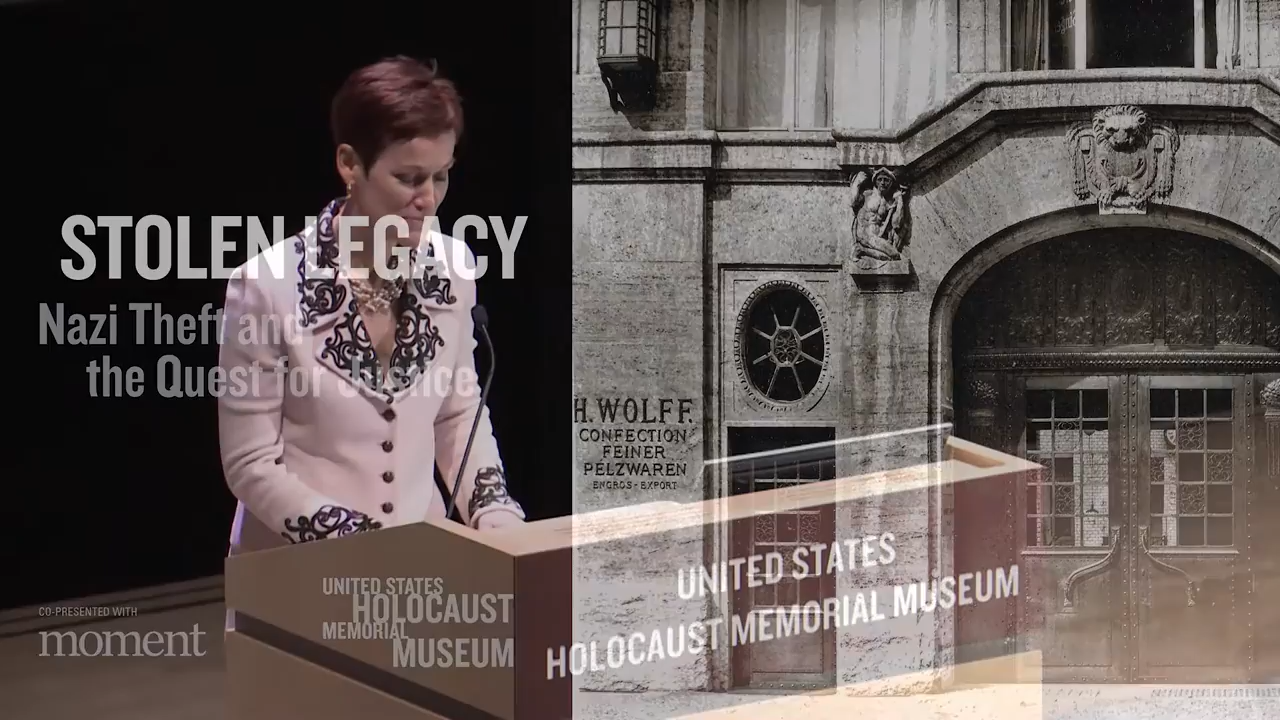 STOLEN LEGACY
Nazi Theft and
the Quest for Justice
H. WOLFF.
CONFECTION
FEINER
PELZWAREN
ENGROS - EXPORT
UNITED STATES
HOLOCAUST MEMORIAL MUSEUM
CO-PRESENTED WITH
moment
UNITED STATES
HOLOCAUST
MEMORIAL
MUSEUM